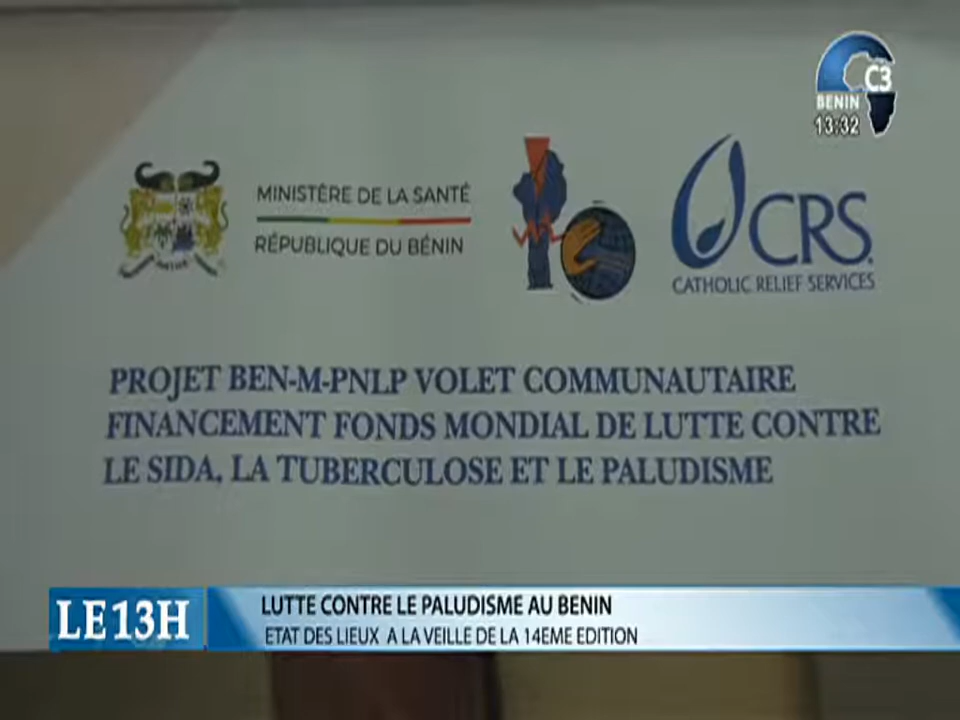 C3
BENIN
13:32
MINISTÈRE DE LA SANTÉ
RÉPUBLIQUE DU BÉNIN
CRS.
CATHOLIC RELIEF SERVICES
PROJET BEN-M-PNLP VOLET COMMUNAUTAIRE
FINANCEMENT FONDS MONDIAL DE LUTTE CONTRE
LE SIDA, LA TUBERCULOSE ET LE PALUDISME
LE13H
LUTTE CONTRE LE PALUDISME AU BENIN
ETAT DES LIEUX A LA VEILLE DE LA 14EME EDITION